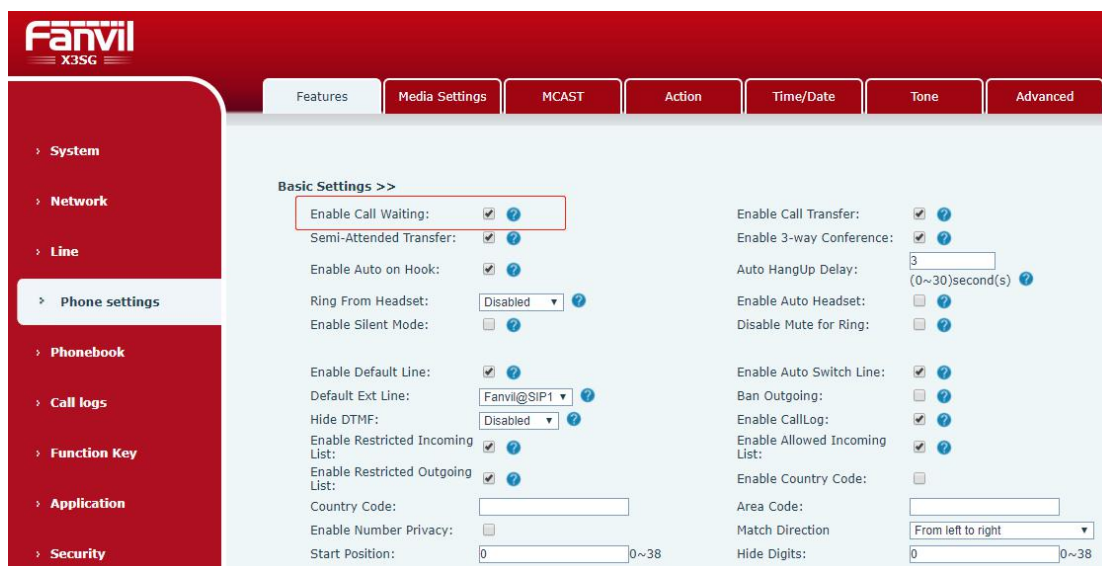 Fanvil
X3SG
Features Media Settings MCAST Action Time/Date Tone Advanced
› System
› Network
› Line
› Phone settings
› Phonebook
› Call logs
› Function Key
› Application
› Security
Basic Settings >>
Enable Call Waiting: Enable Call Transfer:
Semi-Attended Transfer: Enable 3-way Conference:
Enable Auto on Hook: Auto HangUp Delay: 3
(0~30)second(s)
Ring From Headset: Disabled Enable Auto Headset:
Enable Silent Mode: Disable Mute for Ring:
Enable Default Line: Enable Auto Switch Line:
Default Ext Line: Fanvil@SIP1 Ban Outgoing:
Hide DTMF: Disabled Enable CallLog:
Enable Restricted Incoming List: Enable Allowed Incoming List:
Enable Restricted Outgoing List: Enable Country Code:
Country Code: Area Code:
Enable Number Privacy: Match Direction From left to right
Start Position: 0 0~38 Hide Digits: 0 0~38